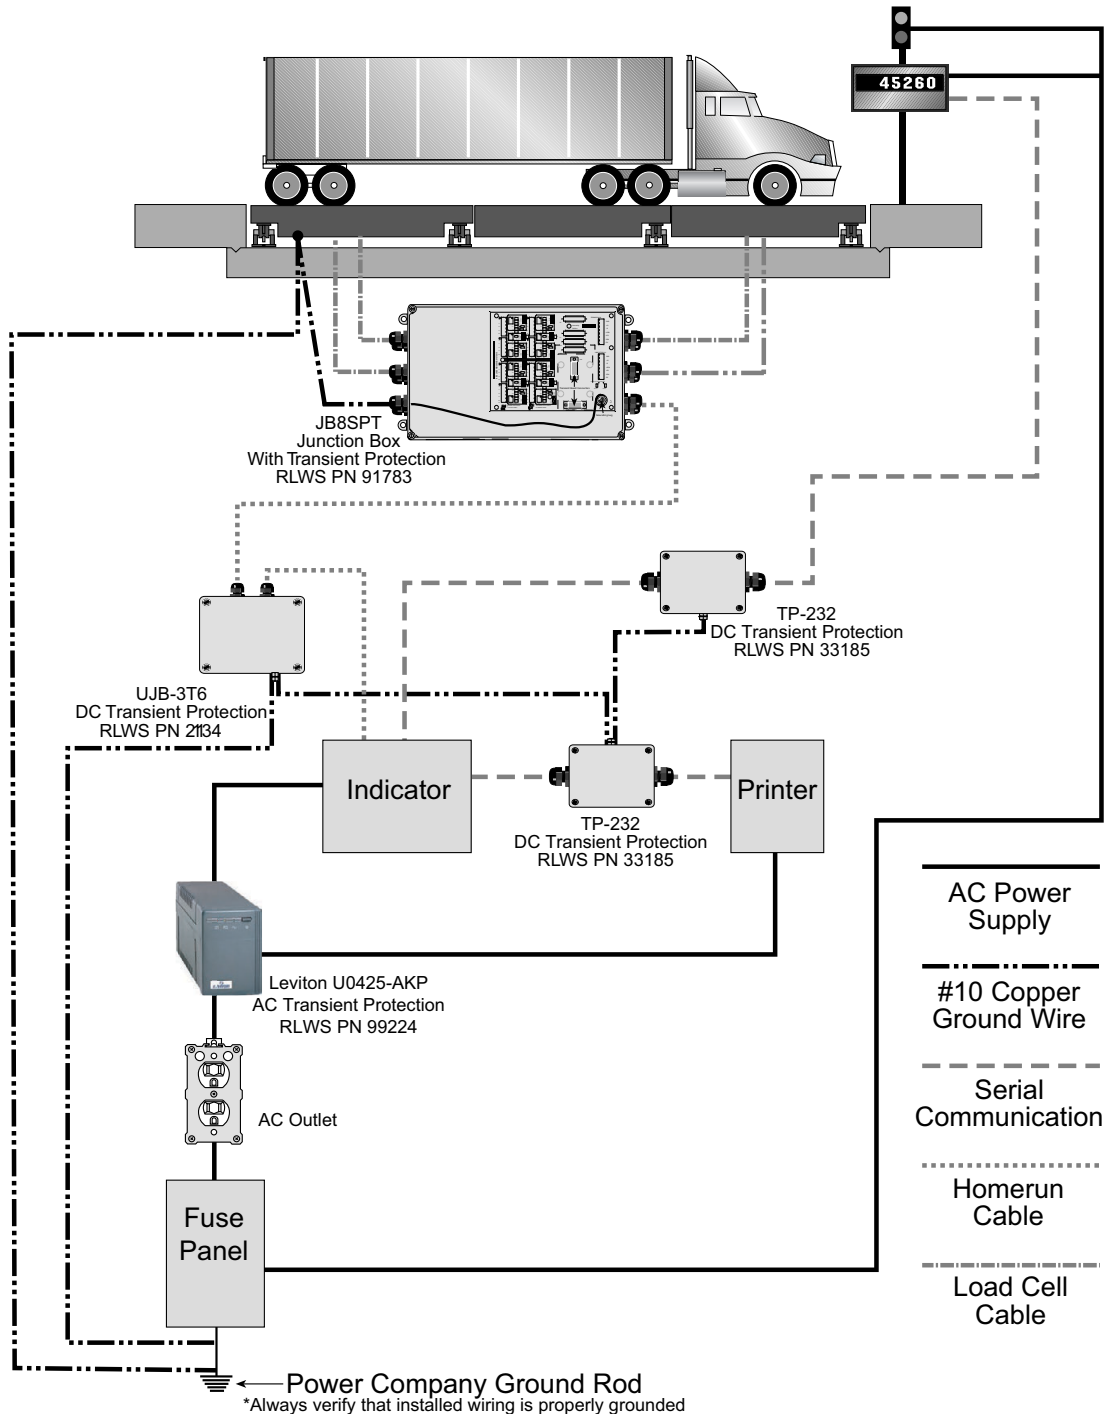 45260
JB8SPT
Junction Box
With Transient Protection
RLWS PN 91783
TP-232
DC Transient Protection
RLWS PN 33185
UJB-3T6
DC Transient Protection
RLWS PN 21134
Indicator
Printer
TP-232
DC Transient Protection
RLWS PN 33185
Leviton U0425-AKP
AC Transient Protection
RLWS PN 99224
AC Outlet
Fuse
Panel
AC Power
Supply
#10 Copper
Ground Wire
Serial
Communication
Homerun
Cable
Load Cell
Cable
Power Company Ground Rod
*Always verify that installed wiring is properly grounded